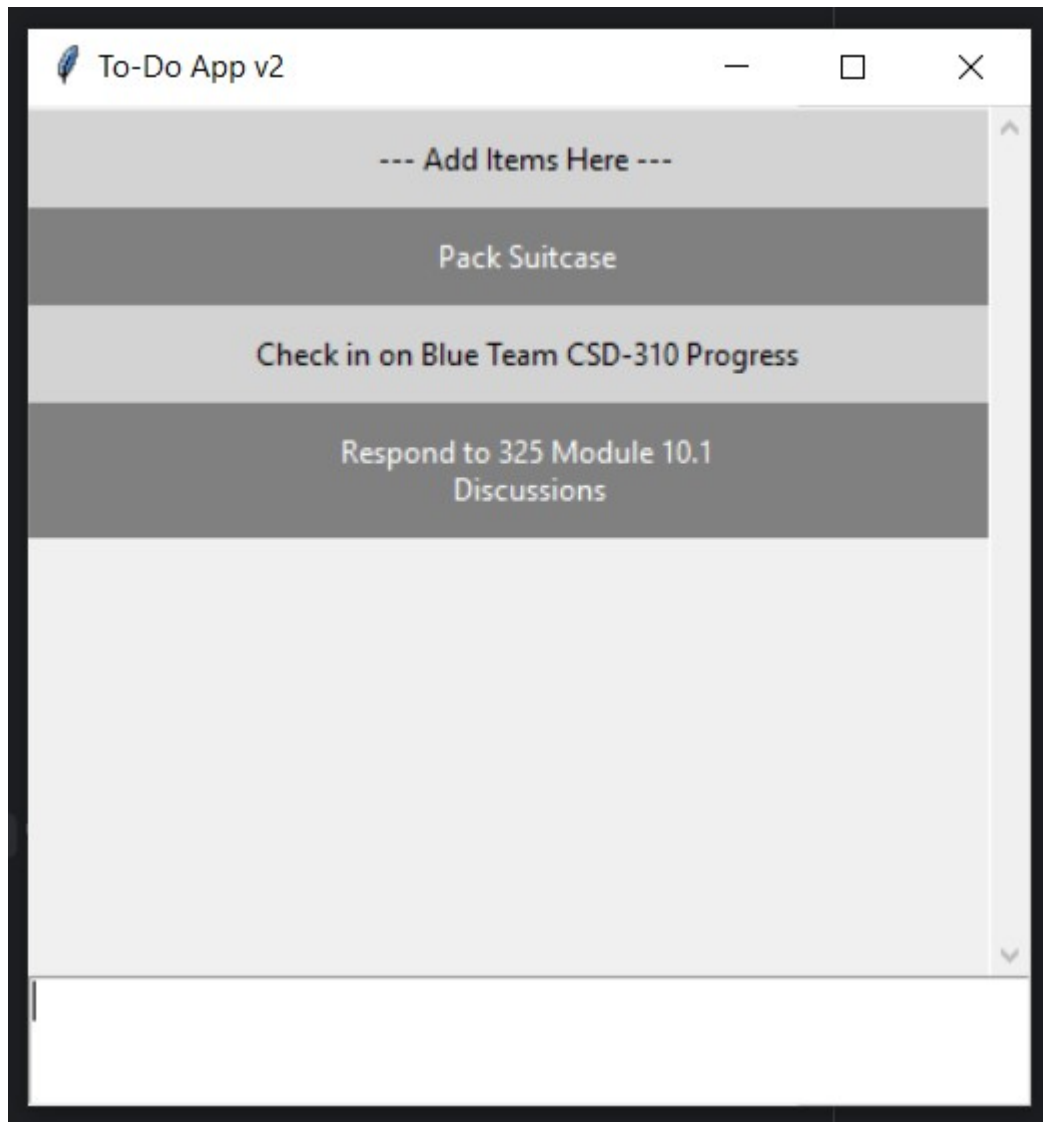 To-Do App v2
--- Add Items Here ---
Pack Suitcase
Check in on Blue Team CSD-310 Progress
Respond to 325 Module 10.1
Discussions